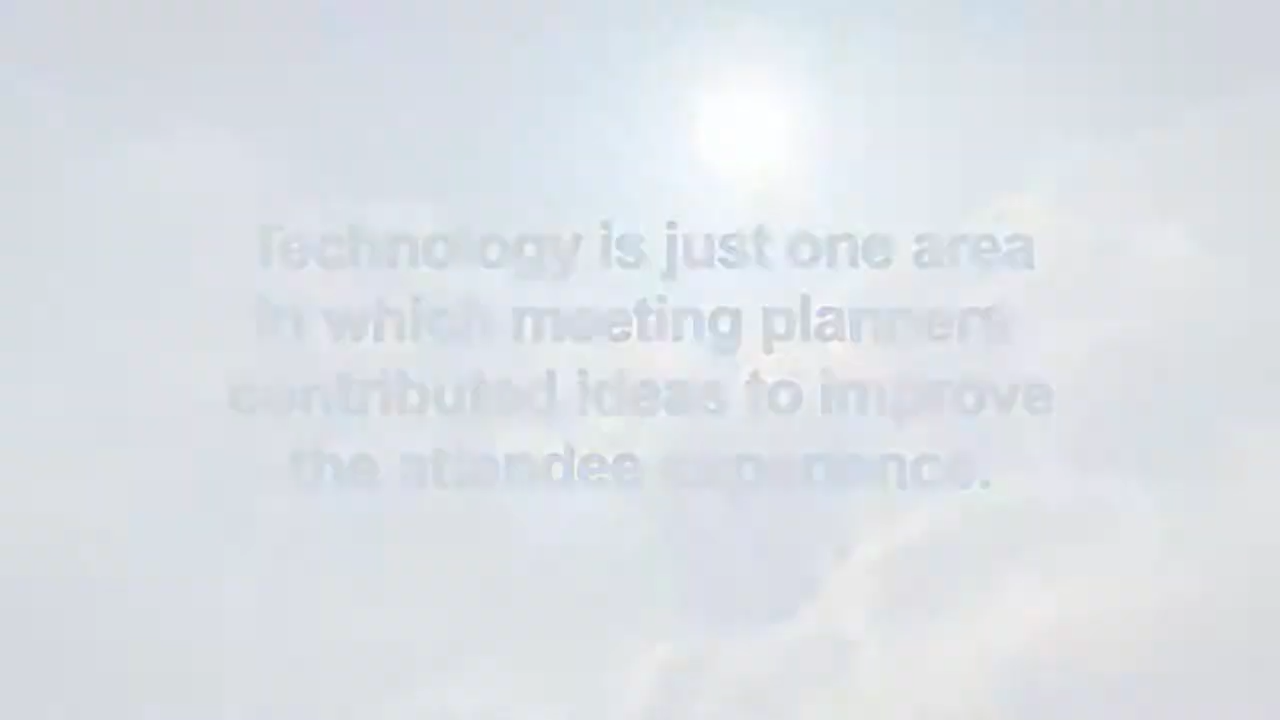 Technology is just one area
in which meeting planners
contributed ideas to improve
the attendee experience.